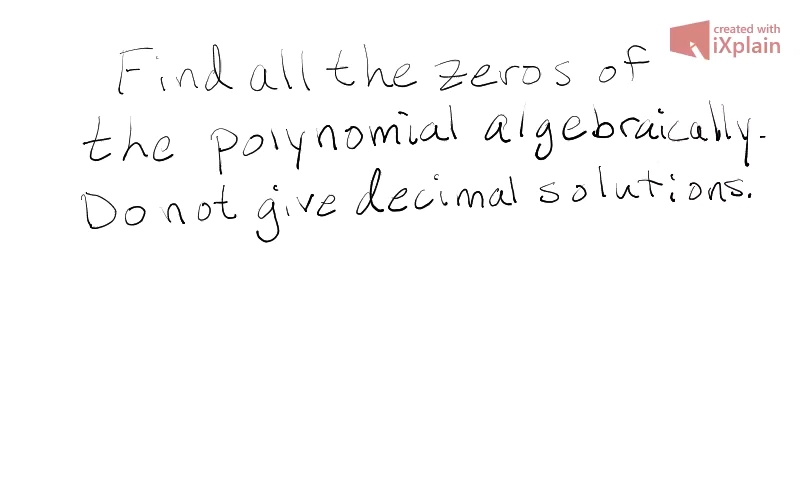 created with
iXplain
Find all the zeros of
the polynomial algebraically.
Do not give decimal solutions.